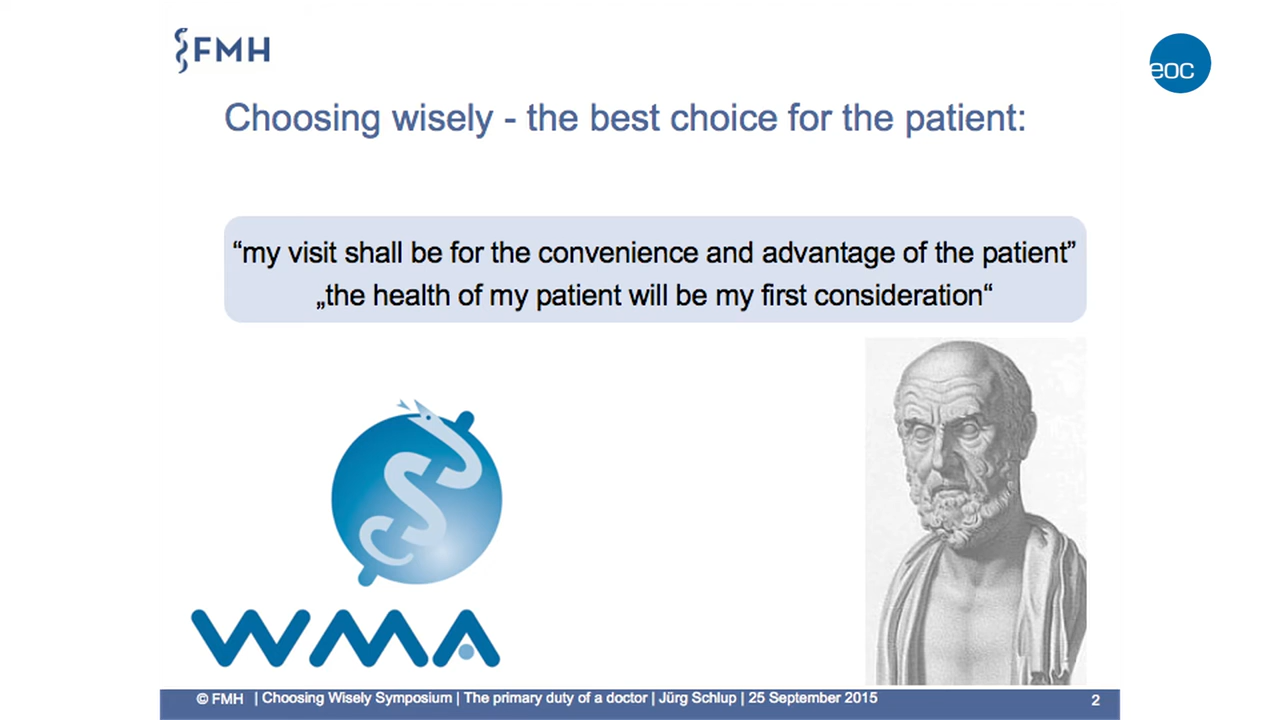 FMH
eoc
Choosing wisely - the best choice for the patient:
“my visit shall be for the convenience and advantage of the patient”
„the health of my patient will be my first consideration“
WMA
© FMH | Choosing Wisely Symposium | The primary duty of a doctor | Jürg Schlup | 25 September 2015 2